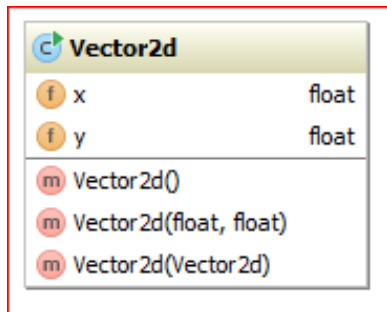 C Vector2d
f x float
f y float
m Vector2d()
m Vector2d(float, float)
m Vector2d(Vector2d)